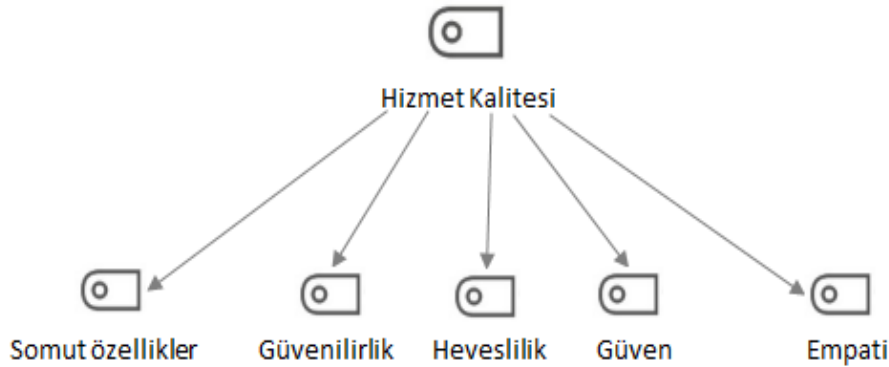 Hizmet Kalitesi
Somut özellikler
Güvenilirlik
Heveslilik
Güven
Empati